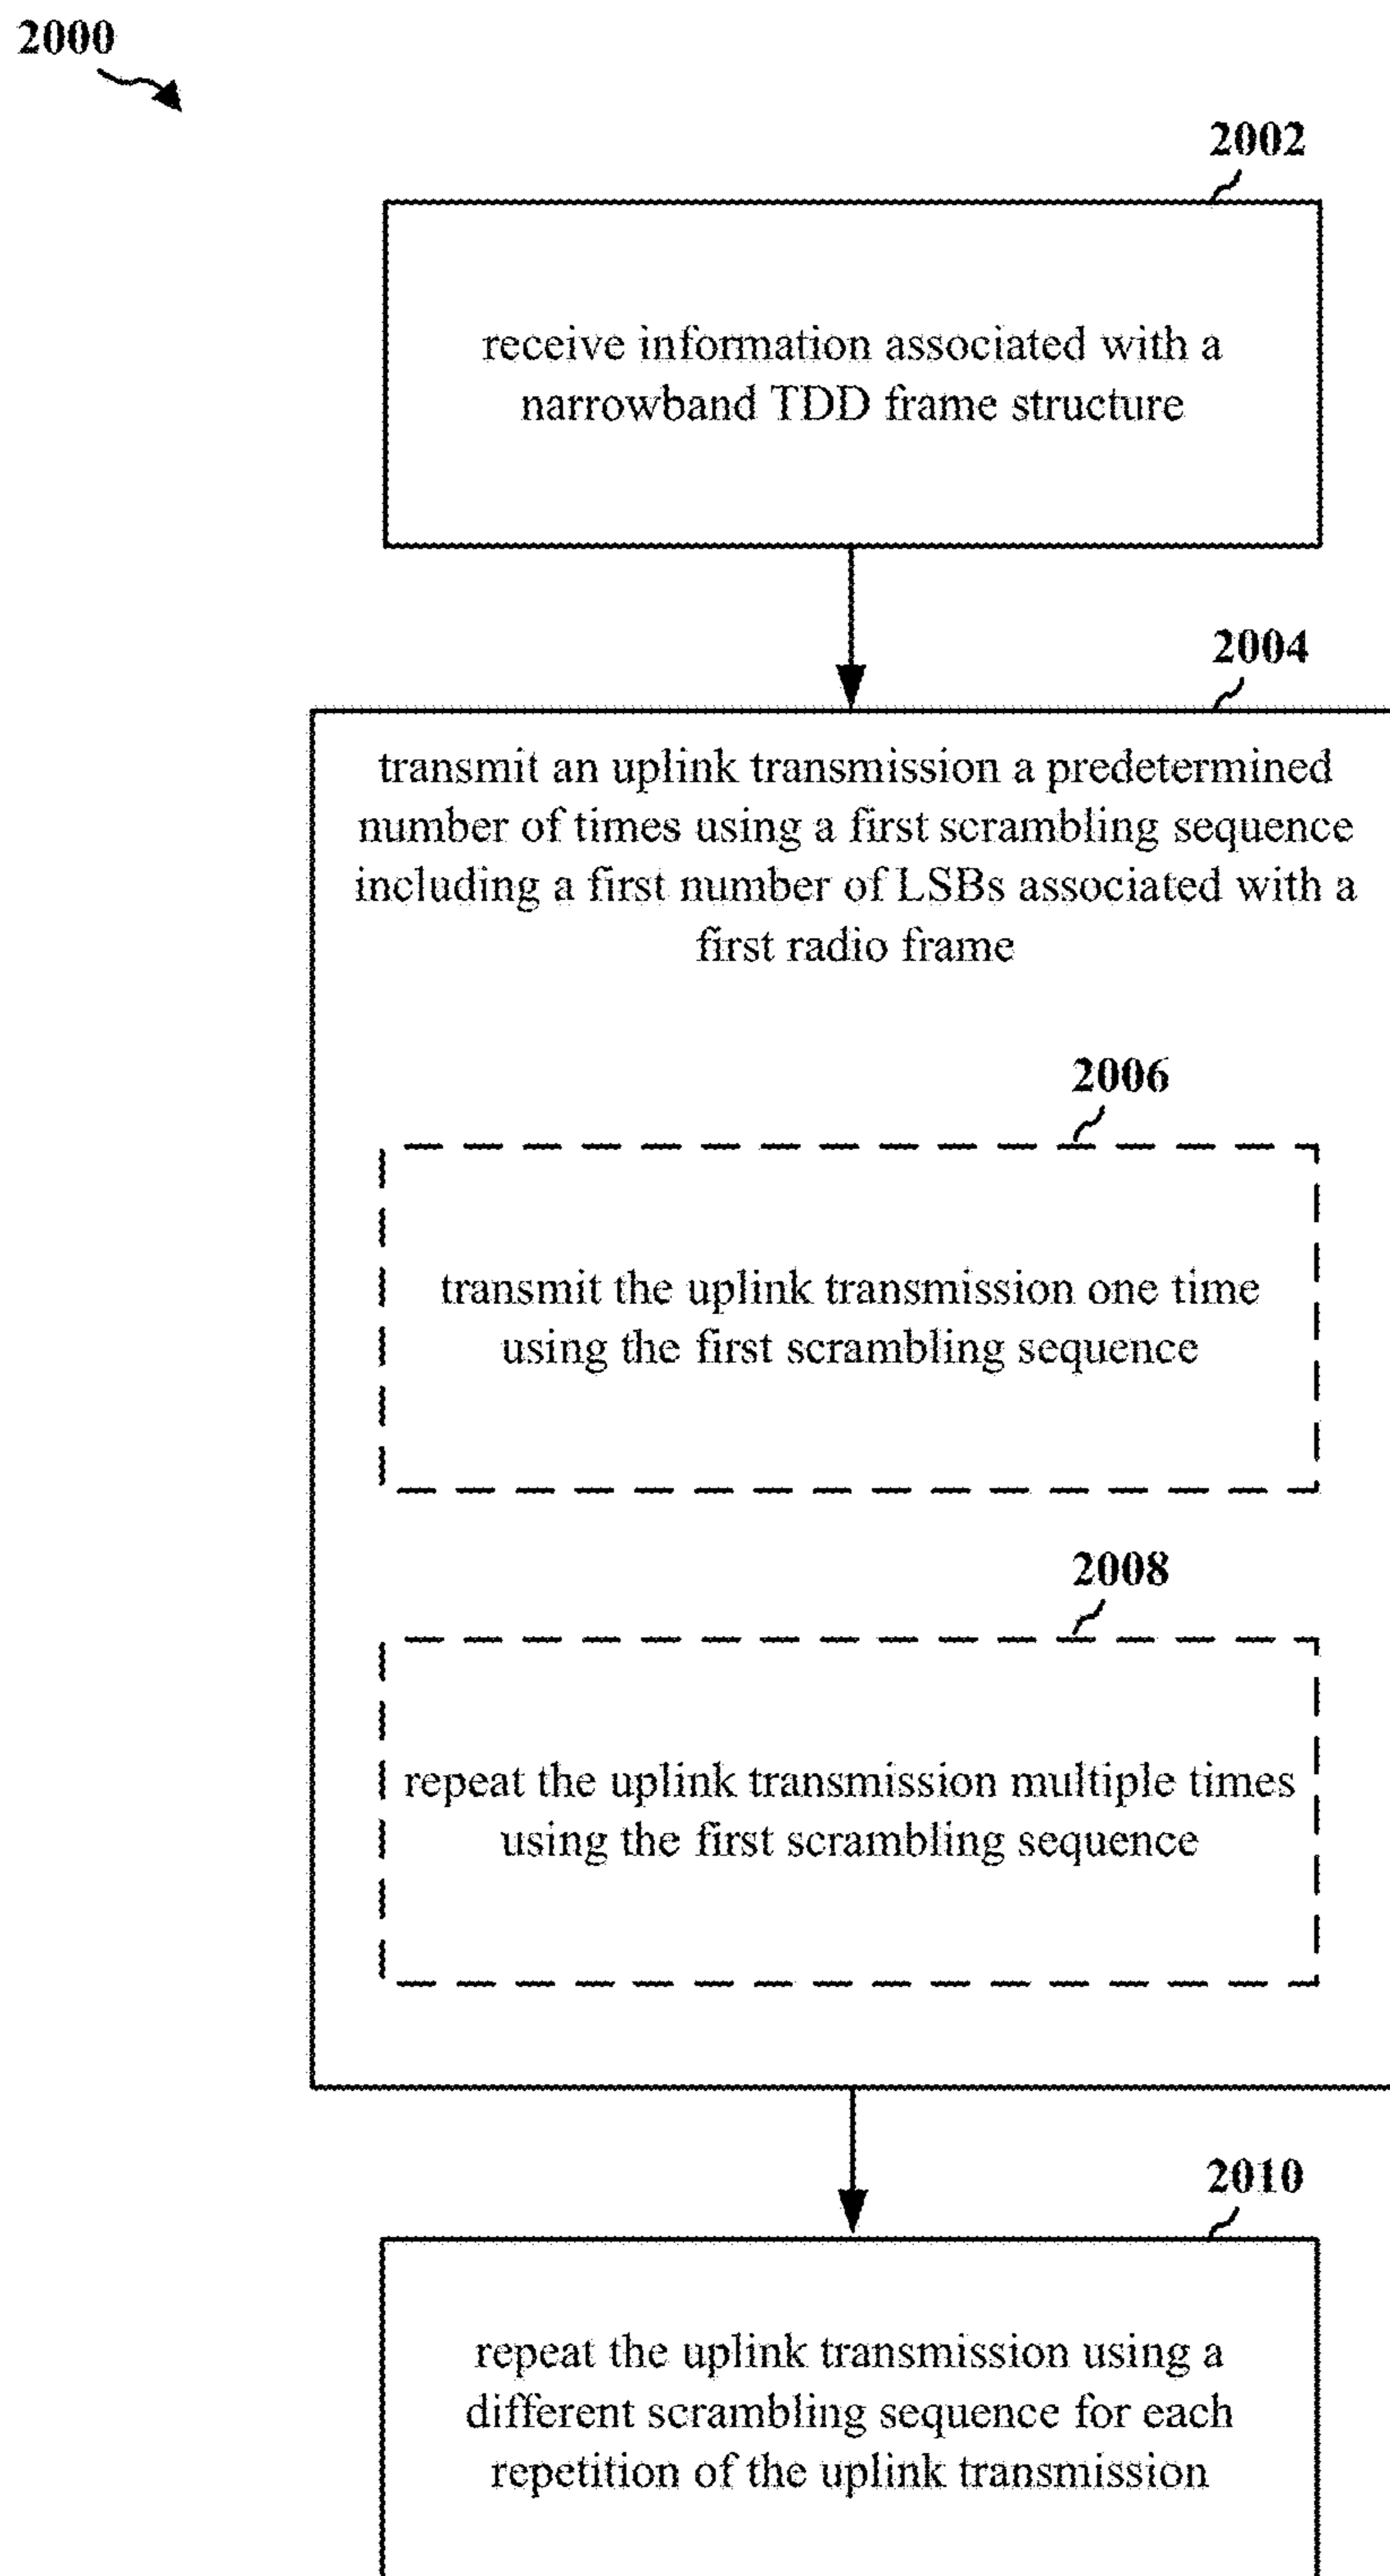 2000
2002
receive information associated with a
narrowband TDD frame structure
2004
transmit an uplink transmission a predetermined
number of times using a first scrambling sequence
including a first number of LSBs associated with a
first radio frame
2006
transmit the uplink transmission one time
using the first scrambling sequence
2008
repeat the uplink transmission multiple times
using the first scrambling sequence
2010
repeat the uplink transmission using a
different scrambling sequence for each
repetition of the uplink transmission